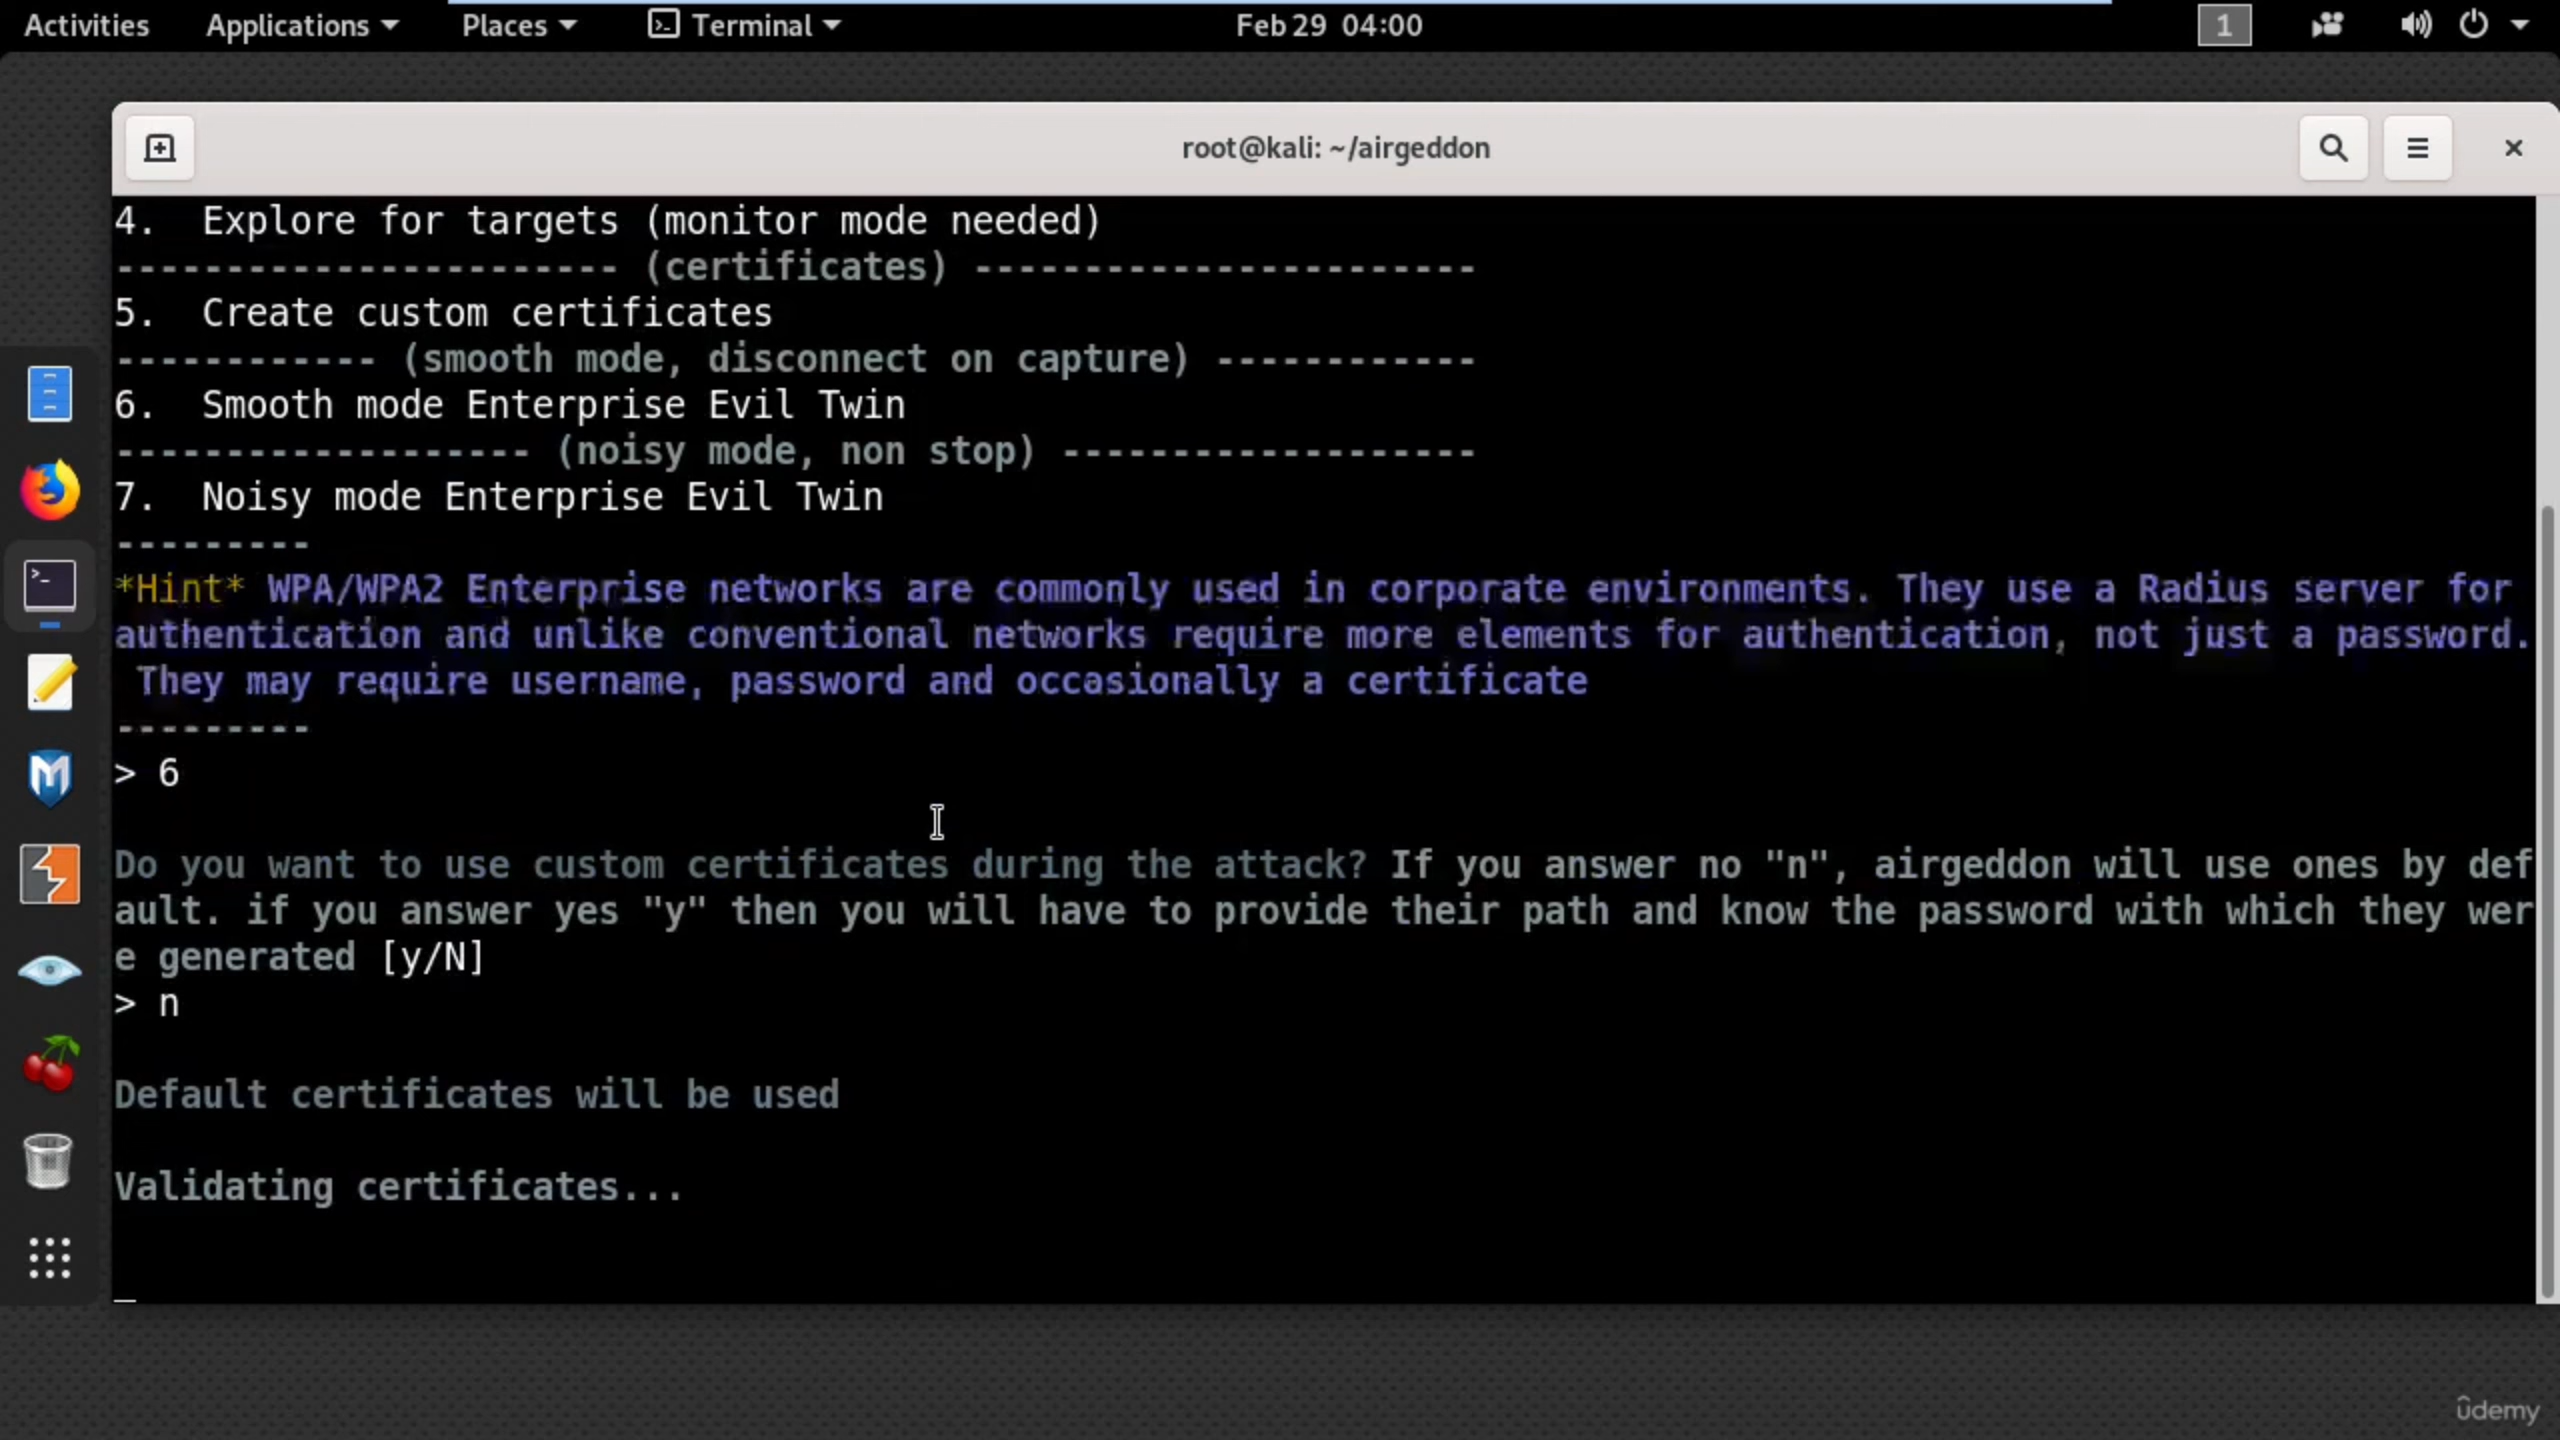 Activities Applications Places Terminal Feb 29 04:00 1
root@kali: ~/airgeddon
4. Explore for targets (monitor mode needed)
----------------------- (certificates) -----------------------
5. Create custom certificates
------------ (smooth mode, disconnect on capture) ------------
6. Smooth mode Enterprise Evil Twin
------------------- (noisy mode, non stop) -------------------
7. Noisy mode Enterprise Evil Twin
---------
*Hint* WPA/WPA2 Enterprise networks are commonly used in corporate environments. They use a Radius server for
authentication and unlike conventional networks require more elements for authentication, not just a password.
They may require username, password and occasionally a certificate
---------
> 6
Do you want to use custom certificates during the attack? If you answer no "n", airgeddon will use ones by def
ault. if you answer yes "y" then you will have to provide their path and know the password with which they wer
e generated [y/N]
> n
Default certificates will be used
Validating certificates...
ûdemy